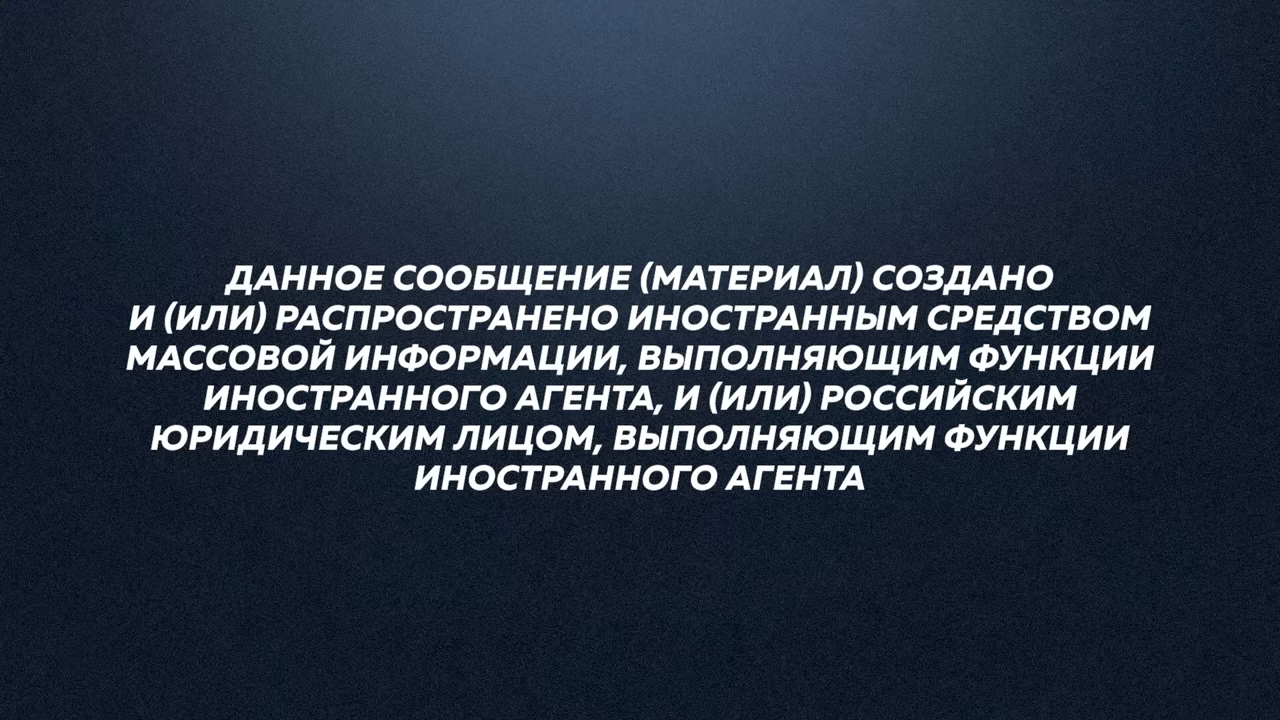 ДАННОЕ СООБЩЕНИЕ (МАТЕРИАЛ) СОЗДАНО
И (ИЛИ) РАСПРОСТРАНЕНО ИНОСТРАННЫМ СРЕДСТВОМ
МАССОВОЙ ИНФОРМАЦИИ, ВЫПОЛНЯЮЩИМ ФУНКЦИИ
ИНОСТРАННОГО АГЕНТА, И (ИЛИ) РОССИЙСКИМ
ЮРИДИЧЕСКИМ ЛИЦОМ, ВЫПОЛНЯЮЩИМ ФУНКЦИИ
ИНОСТРАННОГО АГЕНТА